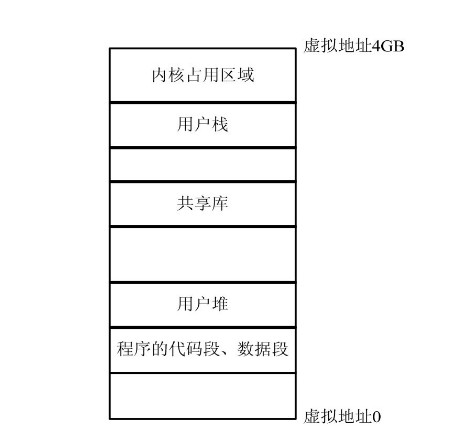 虚拟地址4GB
内核占用区域
用户栈
共享库
用户堆
程序的代码段、数据段
虚拟地址0